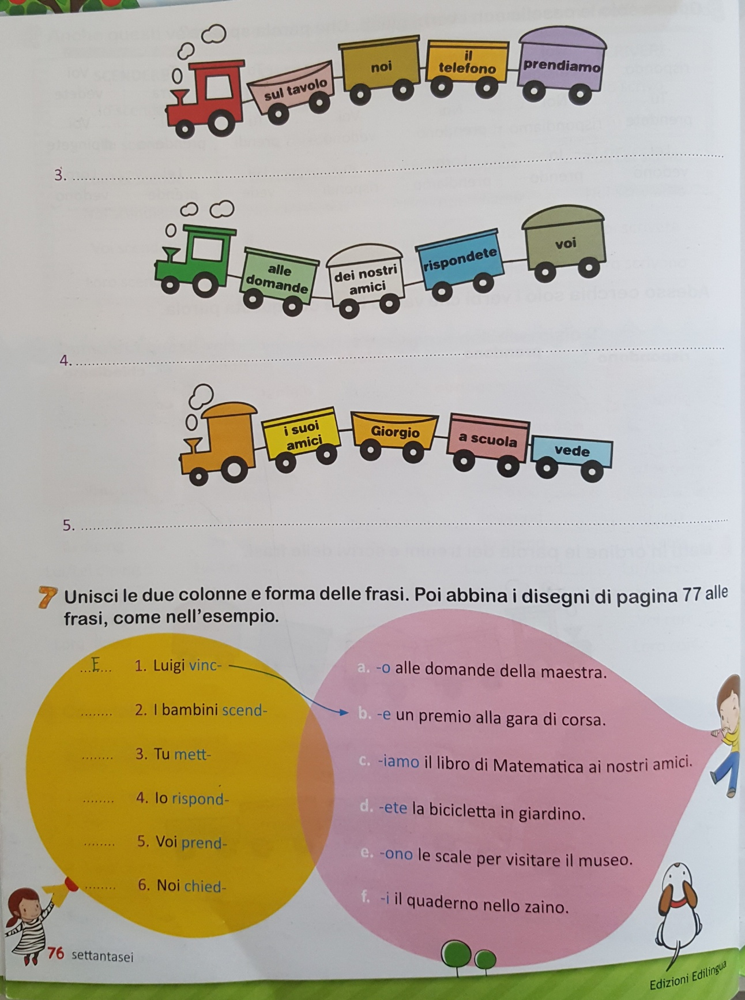 sul tavolo
noi
il
telefono
prendiamo
3.
alle
domande
dei nostri
amici
rispondete
voi
4.
i suoi
amici
Giorgio
a scuola
vede
5.
7 Unisci le due colonne e forma delle frasi. Poi abbina i disegni di pagina 77 alle
frasi, come nell'esempio.
...E... 1. Luigi vinc-
........ 2. I bambini scend-
........ 3. Tu mett-
........ 4. Io rispond-
........ 5. Voi prend-
........ 6. Noi chied-
a. -o alle domande della maestra.
b. -e un premio alla gara di corsa.
c. -iamo il libro di Matematica ai nostri amici.
d. -ete la bicicletta in giardino.
e. -ono le scale per visitare il museo.
f. -i il quaderno nello zaino.
76 settantasei
Edizioni Edilingua